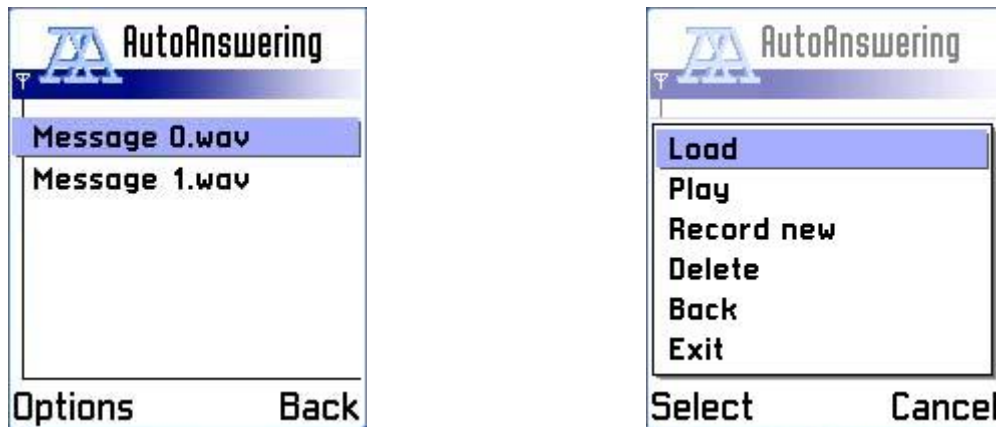 AutoAnswering
Message 0.wav
Message 1.wav
Options Back
AutoAnswering
Load
Play
Record new
Delete
Back
Exit
Select Cancel